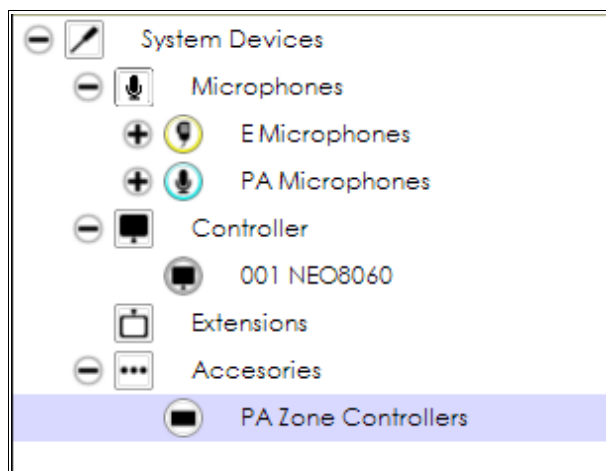 System Devices
Microphones
E Microphones
PA Microphones
Controller
001 NEO8060
Extensions
Accesories
PA Zone Controllers